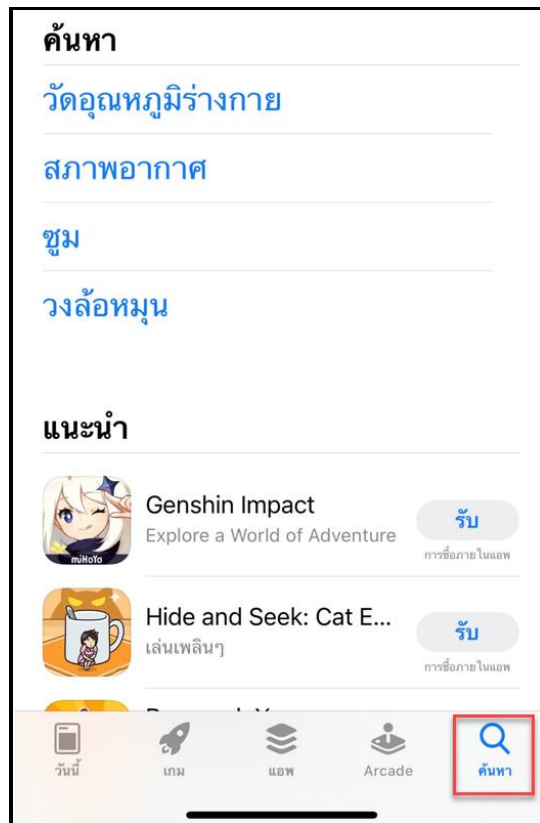 ค้นหา
วัดอุณหภูมิร่างกาย
สภาพอากาศ
ซูม
วงล้อหมุน
แนะนำ
Genshin Impact
Explore a World of Adventure
รับ
การซื้อภายในแอพ
miHoYo
Hide and Seek: Cat E...
เล่นเพลินๆ
รับ
การซื้อภายในแอพ
วันนี้
เกม
แอพ
Arcade
ค้นหา